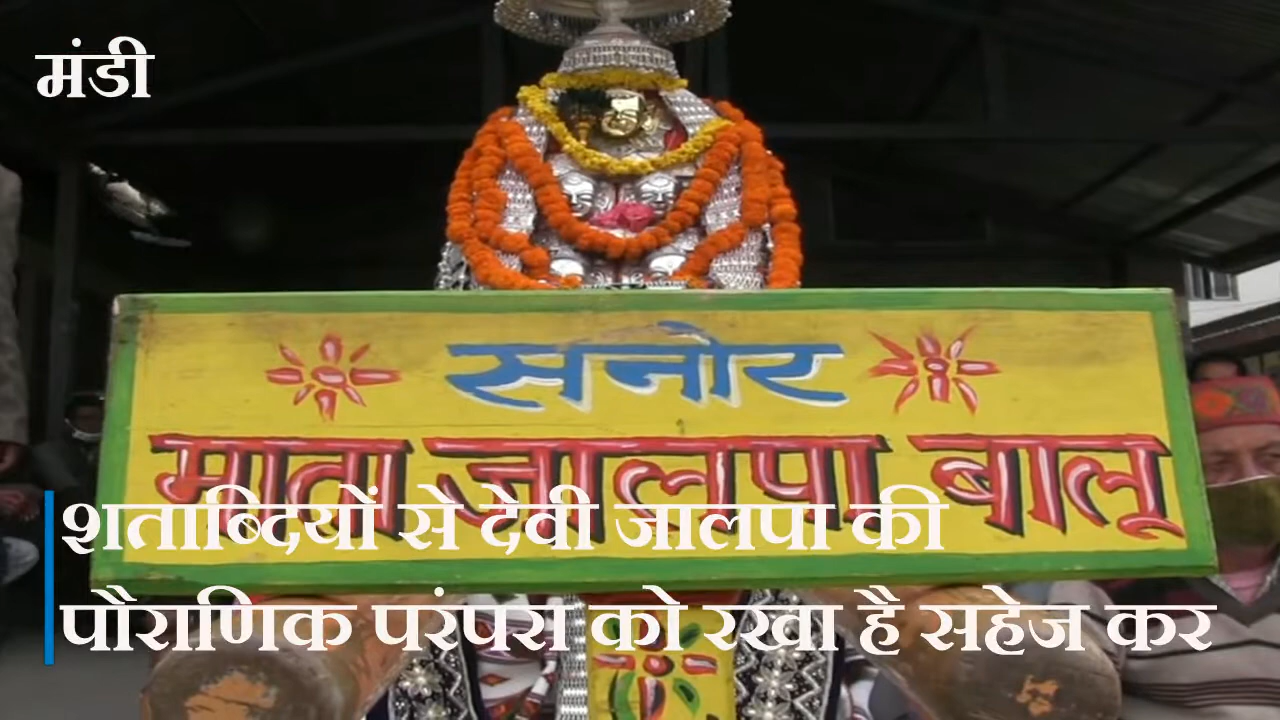 मंडी
सनोर
माता जालपा बालू
शताब्दियों से देवी जालपा की
पौराणिक परंपरा को रखा है सहेज कर